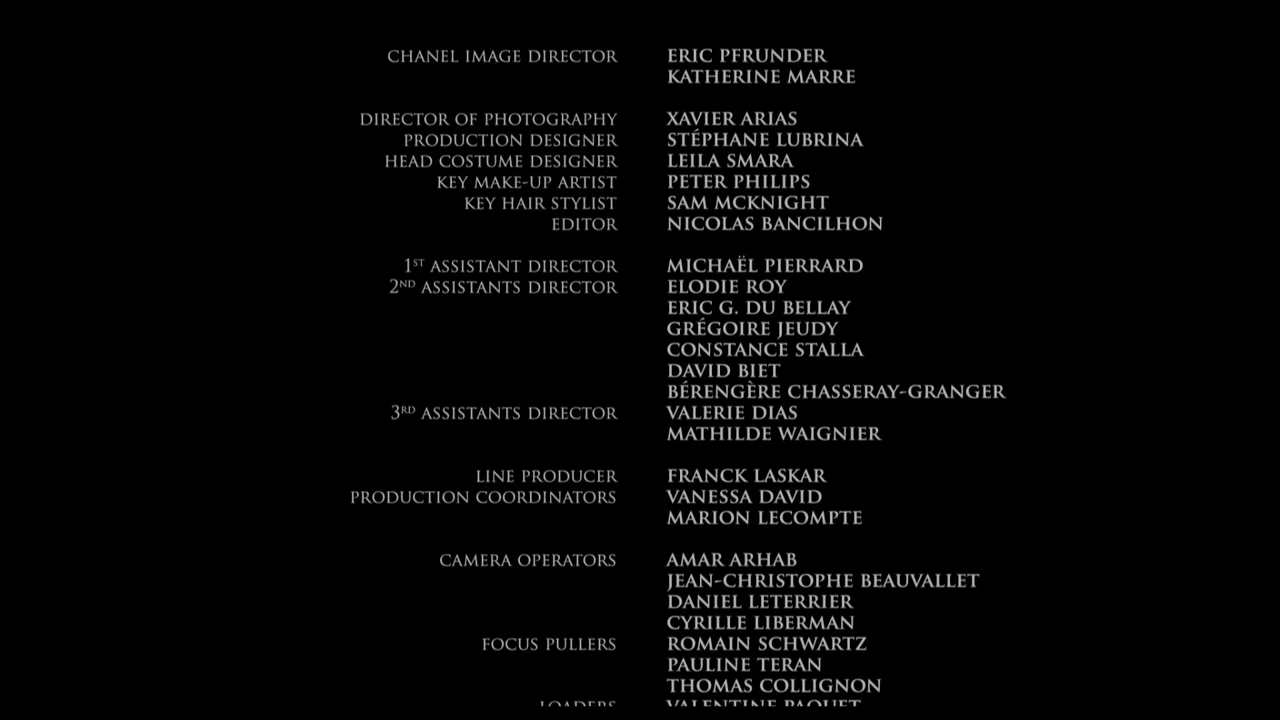 CHANEL IMAGE DIRECTOR ERIC PFRUNDER
KATHERINE MARRE
DIRECTOR OF PHOTOGRAPHY XAVIER ARIAS
PRODUCTION DESIGNER STÉPHANE LUBRINA
HEAD COSTUME DESIGNER LEILA SMARA
KEY MAKE-UP ARTIST PETER PHILIPS
KEY HAIR STYLIST SAM MCKNIGHT
EDITOR NICOLAS BANCILHON
1ST ASSISTANT DIRECTOR MICHAËL PIERRARD
2ND ASSISTANTS DIRECTOR ELODIE ROY
ERIC G. DU BELLAY
GRÉGOIRE JEUDY
CONSTANCE STALLA
DAVID BIET
BÉRENGÈRE CHASSERAY-GRANGER
3RD ASSISTANTS DIRECTOR VALERIE DIAS
MATHILDE WAIGNIER
LINE PRODUCER FRANCK LASKAR
PRODUCTION COORDINATORS VANESSA DAVID
MARION LECOMPTE
CAMERA OPERATORS AMAR ARHAB
JEAN-CHRISTOPHE BEAUVALLET
DANIEL LETERRIER
CYRILLE LIBERMAN
FOCUS PULLERS ROMAIN SCHWARTZ
PAULINE TERAN
THOMAS COLLIGNON
LOADERS VALENTINE PAQUET